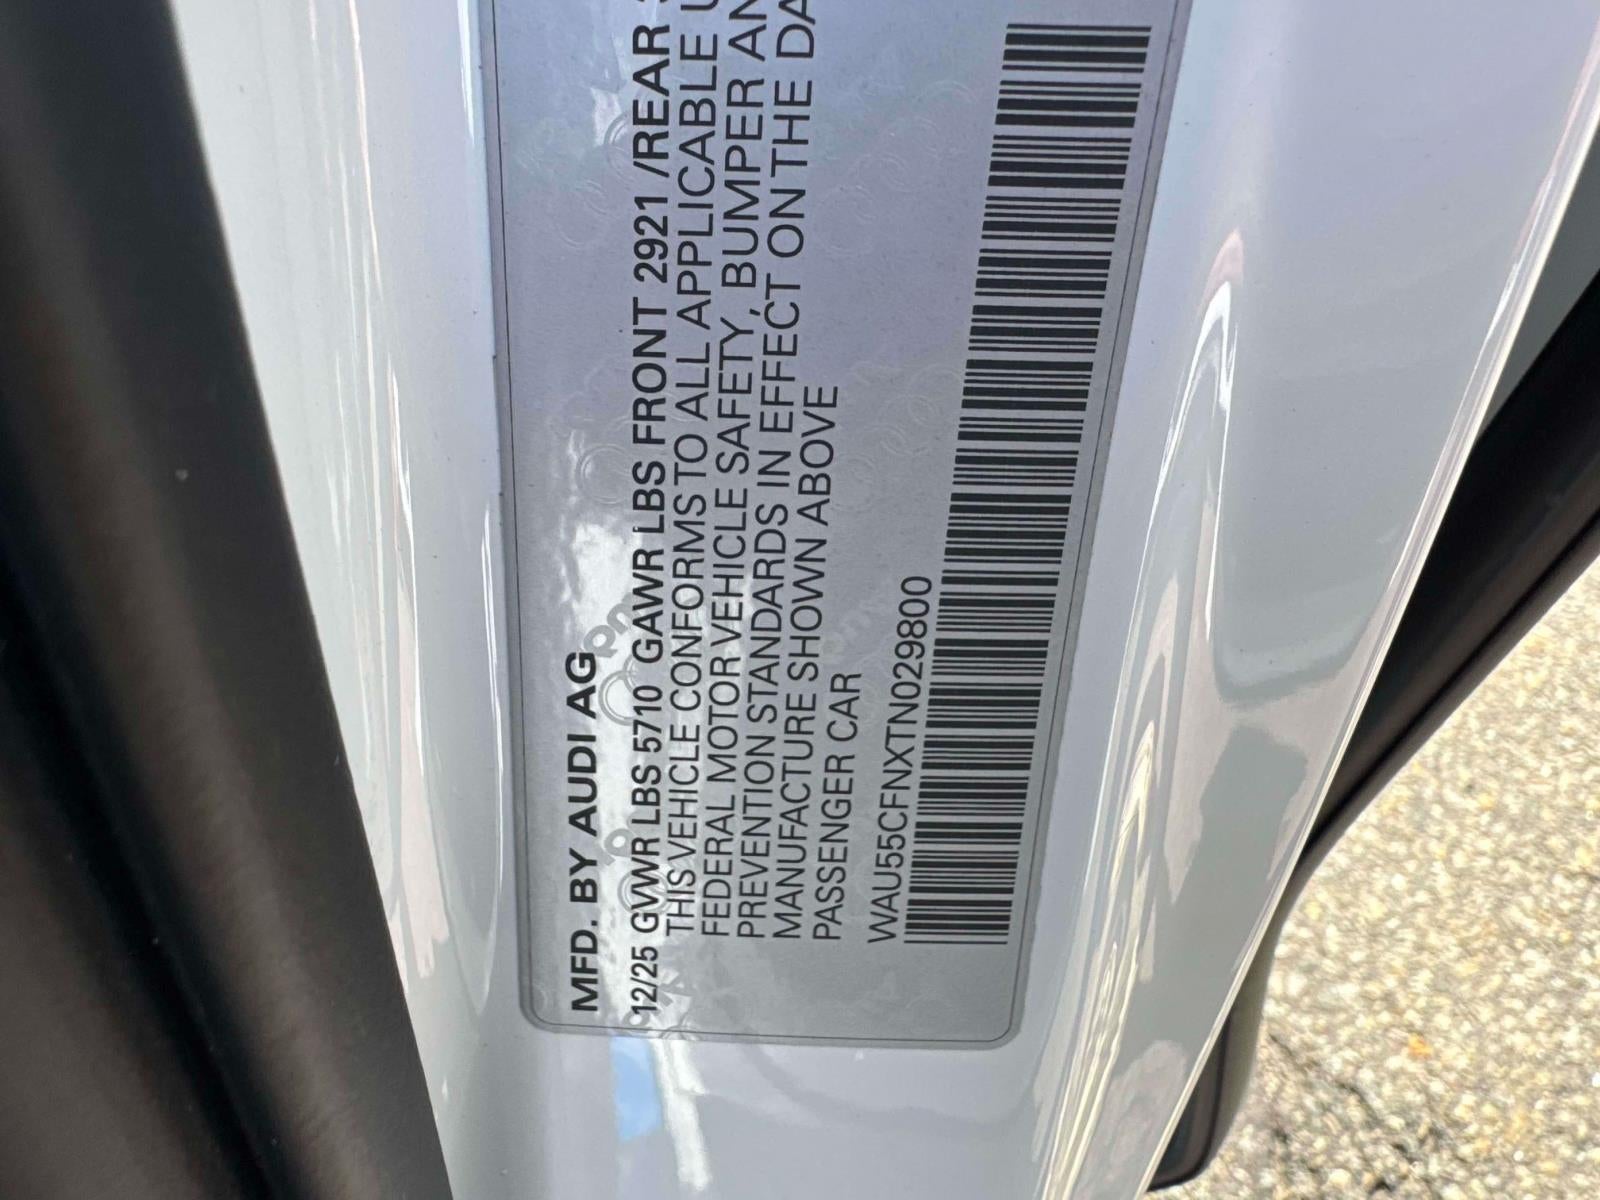 MFD. BY AUDI AG
12/25 GVWR LBS 5710 GAWR LBS FRONT 2921 /REAR
THIS VEHICLE CONFORMS TO ALL APPLICABLE
FEDERAL MOTOR VEHICLE SAFETY, BUMPER AN
PREVENTION STANDARDS IN EFFECT ON THE DA
MANUFACTURE SHOWN ABOVE
PASSENGER CAR
WAU55CFNXTN029800